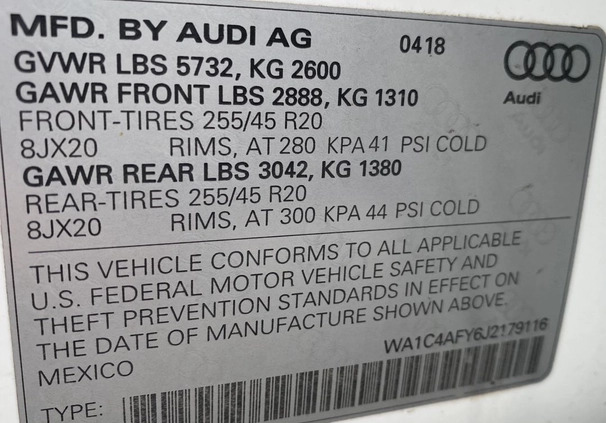 MFD. BY AUDI AG 0418
GVWR LBS 5732, KG 2600
GAWR FRONT LBS 2888, KG 1310
Audi
FRONT-TIRES 255/45 R20
8JX20 RIMS, AT 280 KPA 41 PSI COLD
GAWR REAR LBS 3042, KG 1380
REAR-TIRES 255/45 R20
8JX20 RIMS, AT 300 KPA 44 PSI COLD
THIS VEHICLE CONFORMS TO ALL APPLICABLE
U.S. FEDERAL MOTOR VEHICLE SAFETY AND
THEFT PREVENTION STANDARDS IN EFFECT ON
THE DATE OF MANUFACTURE SHOWN ABOVE.
MEXICO WA1C4AFY6J2179116
TYPE: